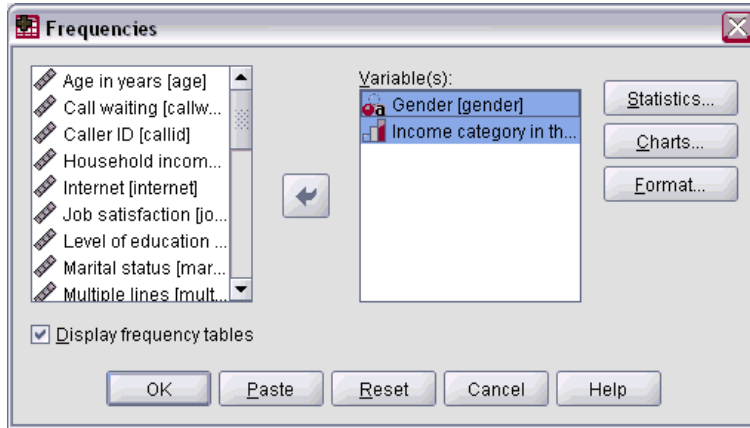 Frequencies
Age in years [age]
Call waiting [callw...
Caller ID [callid]
Household incom...
Internet [internet]
Job satisfaction [jo...
Level of education ...
Marital status [mar...
Multiple lines [mult...
Variable(s):
Gender [gender]
Income category in th...
Statistics...
Charts...
Format...
Display frequency tables
OK
Paste
Reset
Cancel
Help